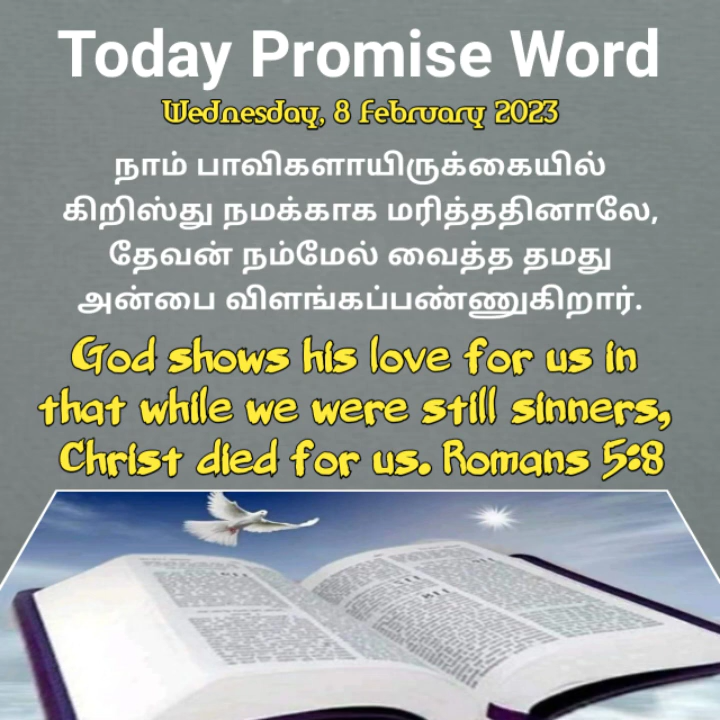 Today Promise Word
Wednesday, 8 February 2023
நாம் பாவிகளாயிருக்கையில்
கிறிஸ்து நமக்காக மரித்ததினாலே,
தேவன் நம்மேல் வைத்த தமது
அன்பை விளங்கப்பண்ணுகிறார்.
God shows his love for us in
that while we were still sinners,
Christ died for us. Romans 5:8